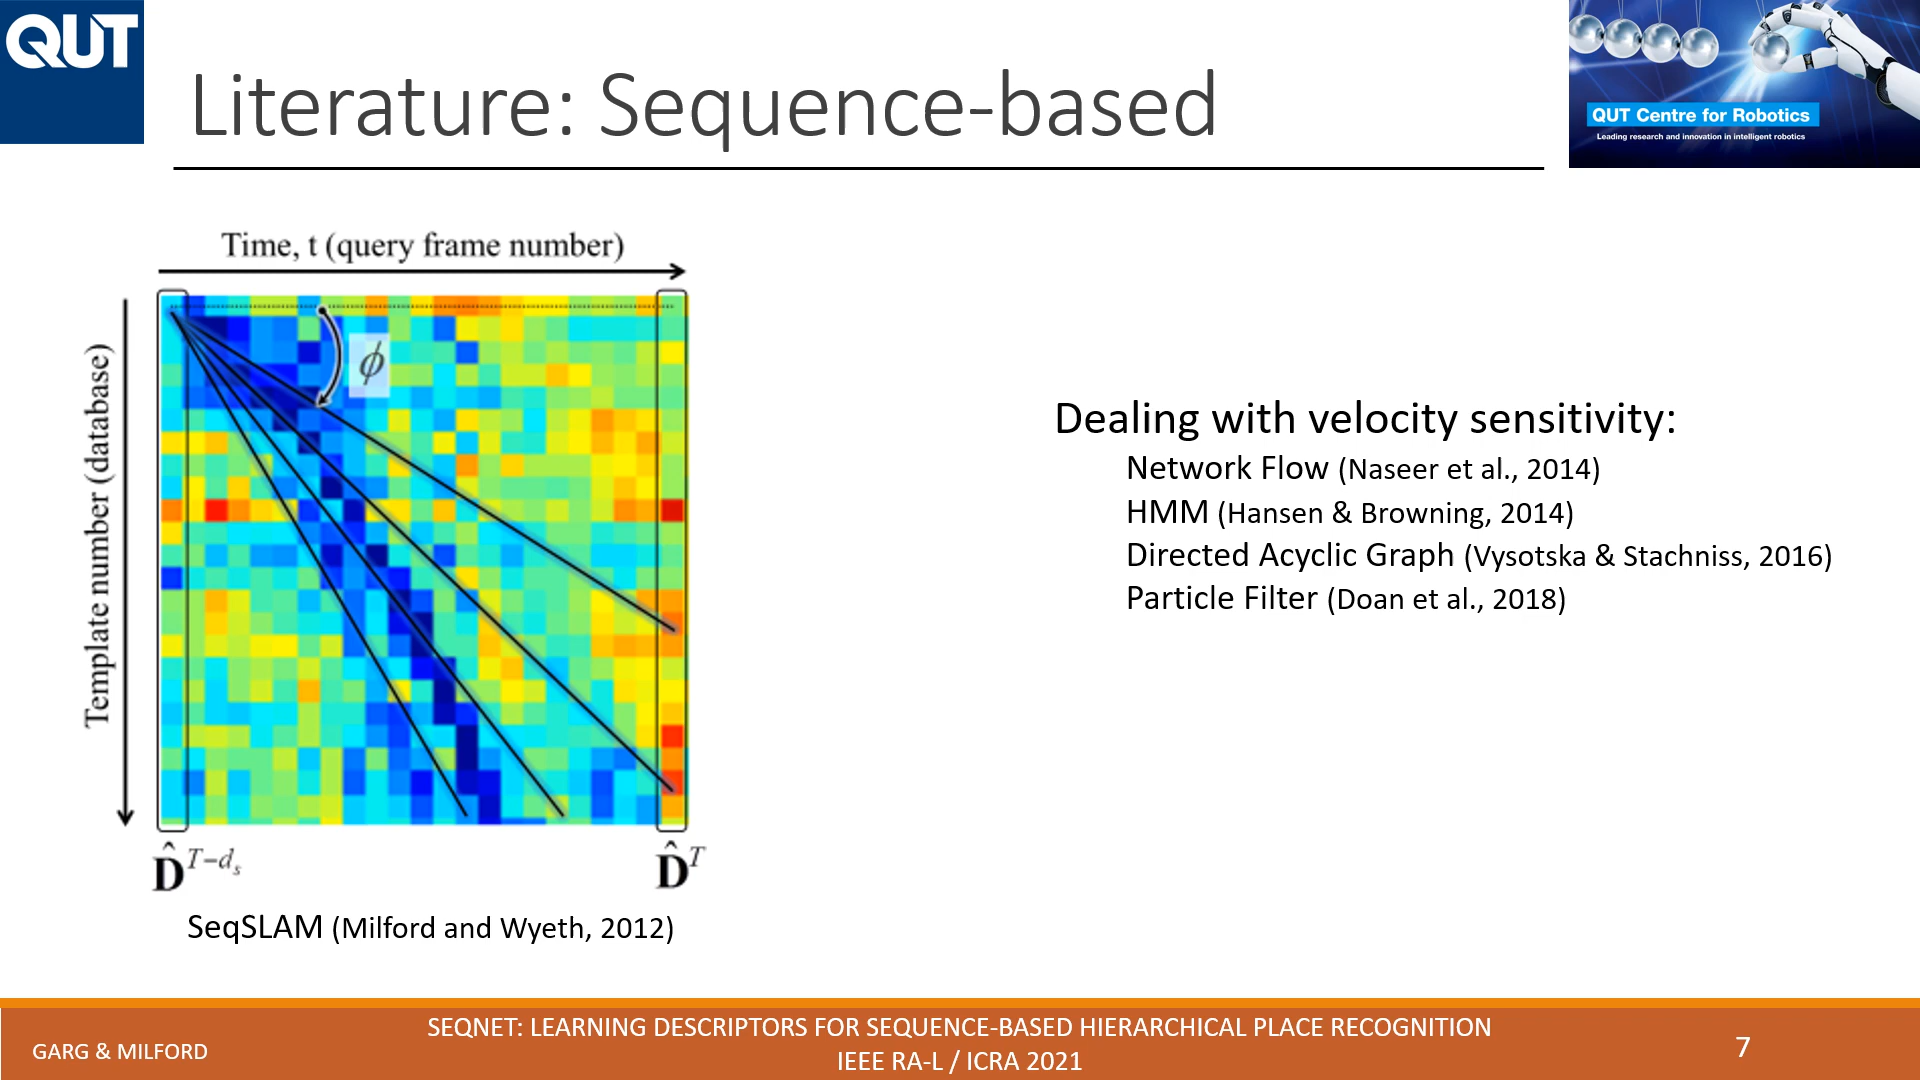 QUT
Literature: Sequence-based
QUT Centre for Robotics
Leading research and innovation in intelligent robotics
Time, t (query frame number)
Template number (database)
ϕ
D̂^{T−d_s}
D̂^T
SeqSLAM (Milford and Wyeth, 2012)
Dealing with velocity sensitivity:
Network Flow (Naseer et al., 2014)
HMM (Hansen & Browning, 2014)
Directed Acyclic Graph (Vysotska & Stachniss, 2016)
Particle Filter (Doan et al., 2018)
GARG & MILFORD
SEQNET: LEARNING DESCRIPTORS FOR SEQUENCE-BASED HIERARCHICAL PLACE RECOGNITION
IEEE RA-L / ICRA 2021
7